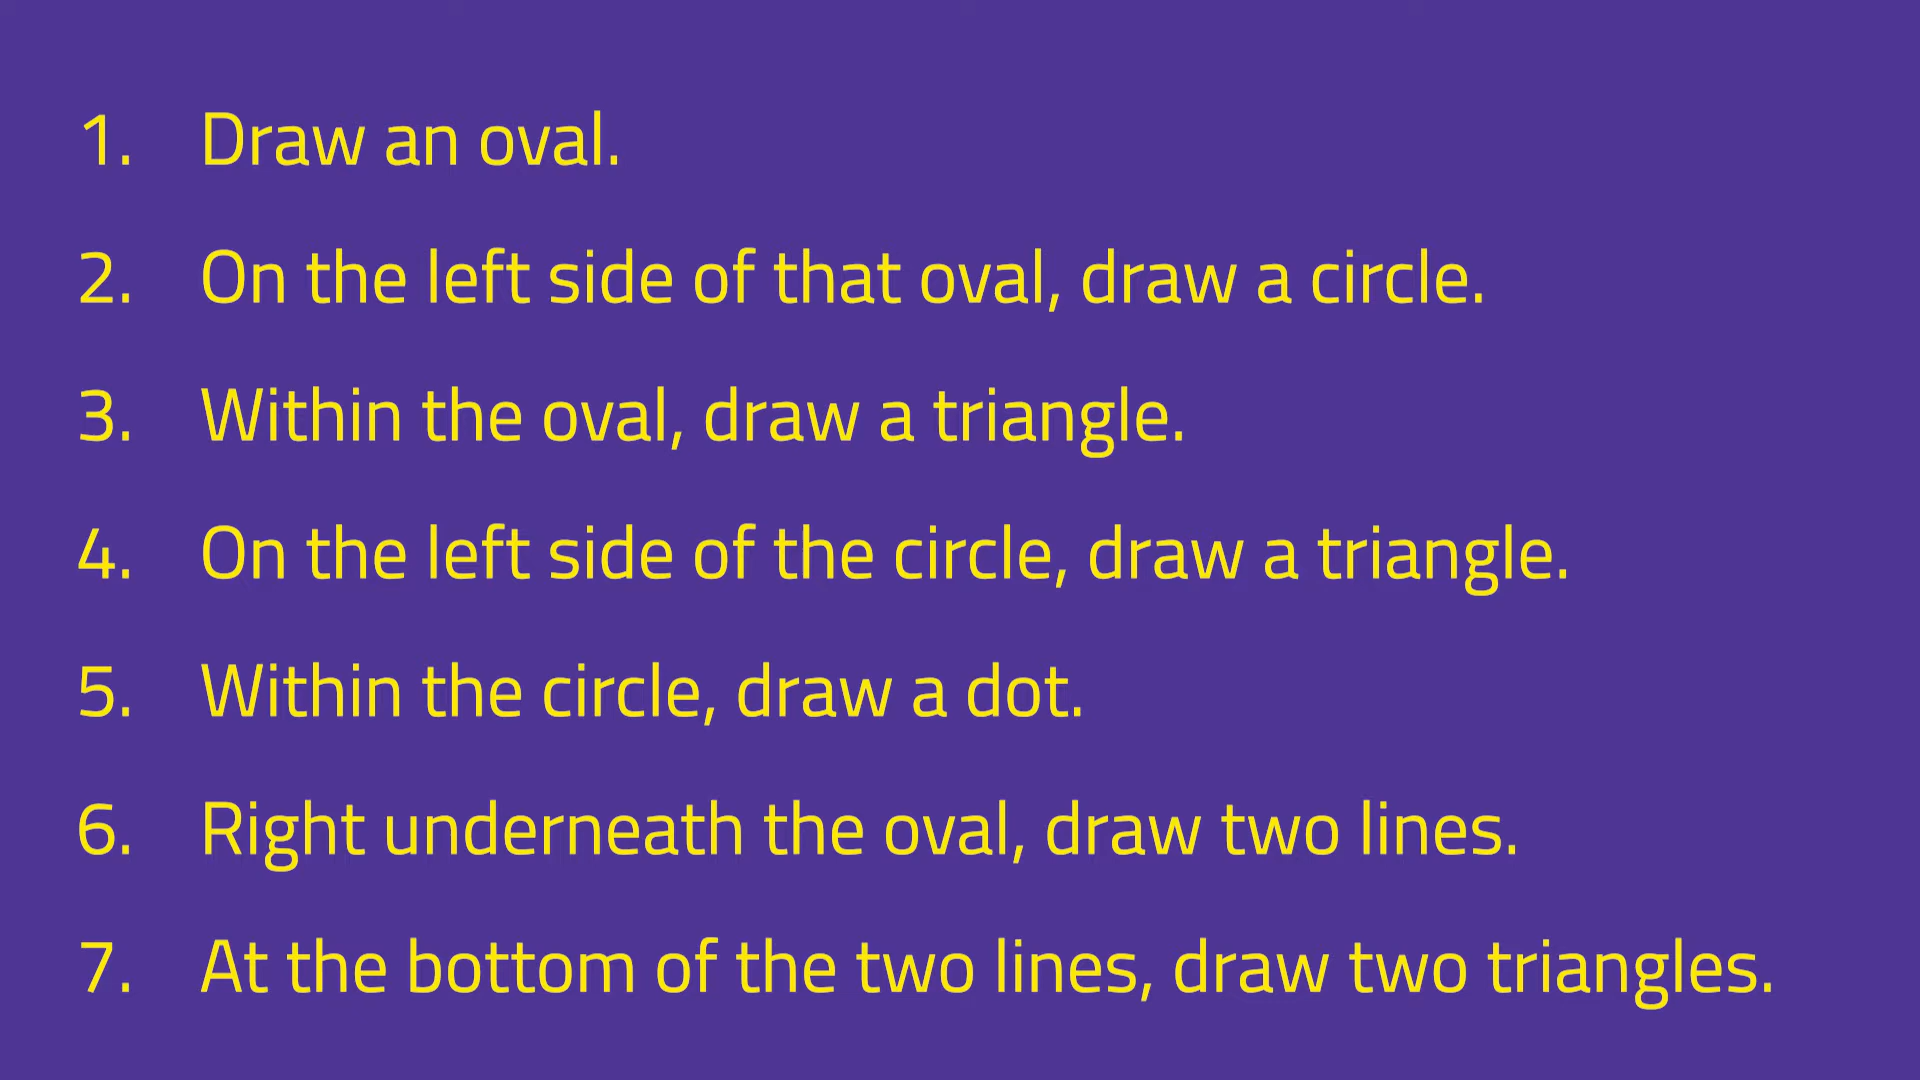 1. Draw an oval.
2. On the left side of that oval, draw a circle.
3. Within the oval, draw a triangle.
4. On the left side of the circle, draw a triangle.
5. Within the circle, draw a dot.
6. Right underneath the oval, draw two lines.
7. At the bottom of the two lines, draw two triangles.